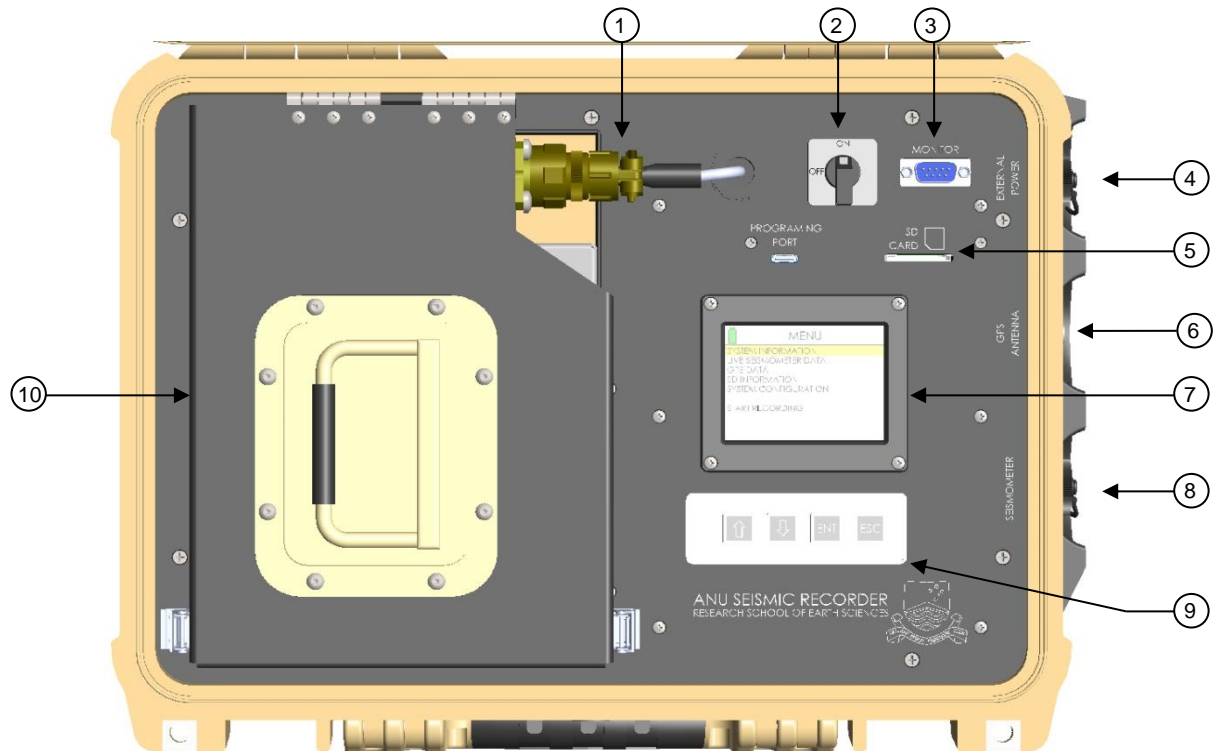 1
2
3
ON
OFF
MONITOR
EXTERNAL
POWER
4
PROGRAMING
PORT
SD
CARD
5
GPS
ANTENNA
6
MENU
SYSTEM INFORMATION
LIVE SEISMOMETER DATA
GPS DATA
SD INFORMATION
SYSTEM CONFIGURATION
START RECORDING
7
10
SEISMOMETER
8
ENT
ESC
9
ANU SEISMIC RECORDER
RESEARCH SCHOOL OF EARTH SCIENCES